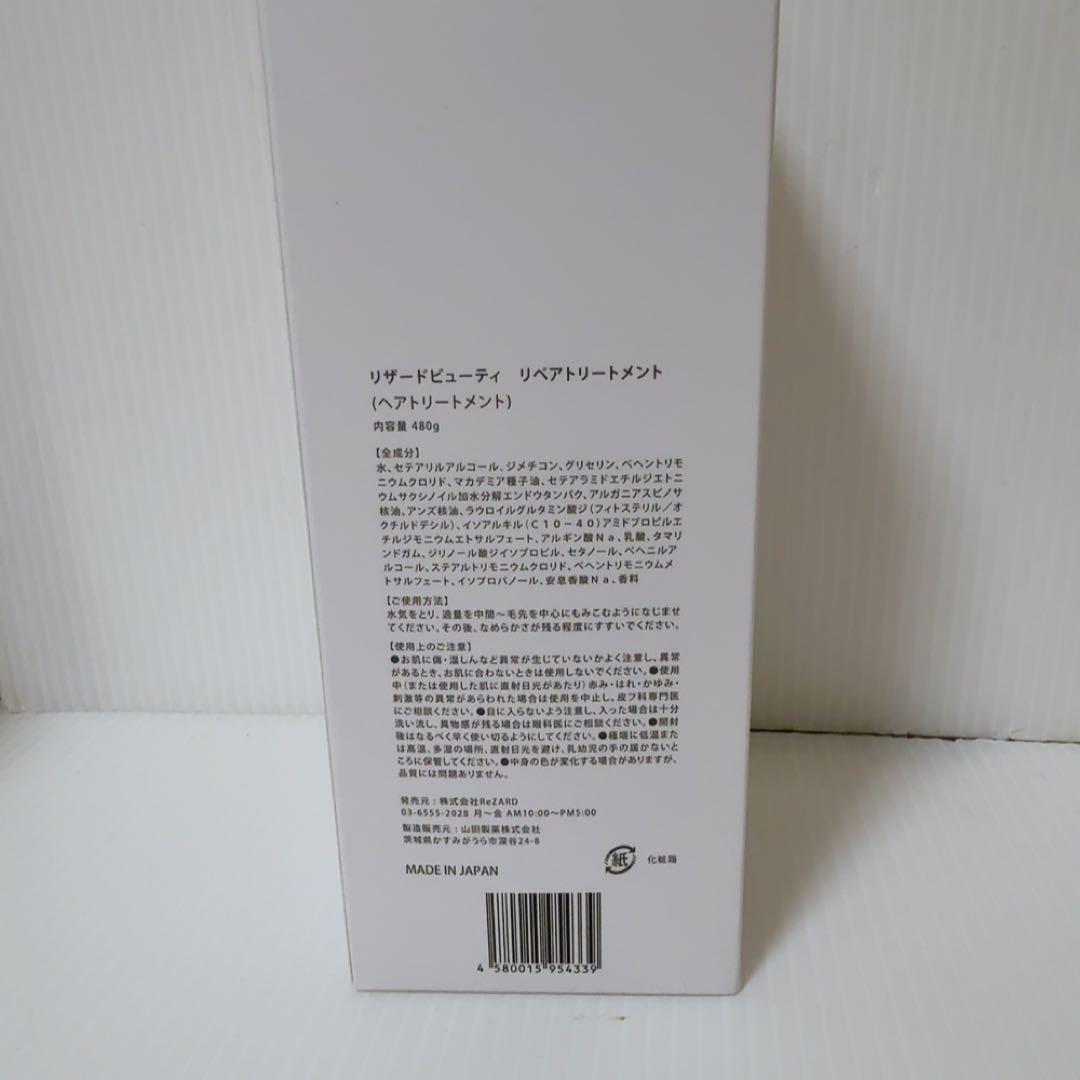 リザードビューティ　リペアトリートメント
(ヘアトリートメント)
内容量 480g
【全成分】
水、セテアリルアルコール、ジメチコン、グリセリン、ベヘントリモ
ニウムクロリド、マカデミア種子油、セテアラミドエチルジエトニ
ウムサクシノイル加水分解エンドウタンパク、アルガニアスピノサ
核油、アンズ核油、ラウロイルグルタミン酸ジ(フィトステリル／オ
クチルドデシル)、イソアルキル(C10－40)アミドプロピルエ
チルジモニウムエトサルフェート、アルギン酸Na、乳酸、タマリ
ンドガム、ジリノール酸ジイソプロピル、セタノール、ベヘニルア
ルコール、ステアルトリモニウムクロリド、ベヘントリモニウムメ
トサルフェート、イソプロパノール、安息香酸Na、香料
【ご使用方法】
水気をとり、適量を中間～毛先を中心にもみこむようになじませ
てください。その後、なめらかさが残る程度にすすいでください。
【使用上のご注意】
●お肌に傷・湿しんなど異常が生じていないかよく注意し、異常
があるとき、お肌に合わないときは使用しないでください。●使用
中(または使用した肌に直射日光があたり)赤み・はれ・かゆみ・
刺激等の異常があらわれた場合は使用を中止し、皮フ科専門医
にご相談ください。●目に入らないよう注意し、入った場合は十分
洗い流し、異物感が残る場合は眼科医にご相談ください。●開封
後はなるべく早く使い切るようにしてください。●極端に低温また
は高温、多湿の場所、直射日光を避け、乳幼児の手の届かないと
ころに保管してください。●中身の色が変化する場合がありますが、
品質には問題ありません。
発売元：株式会社ReZARD
03-6555-2028 月～金 AM10:00～PM5:00
製造販売元：山田製薬株式会社
茨城県かすみがうら市深谷24-8
MADE IN JAPAN
紙 化粧箱
4 580015 954339